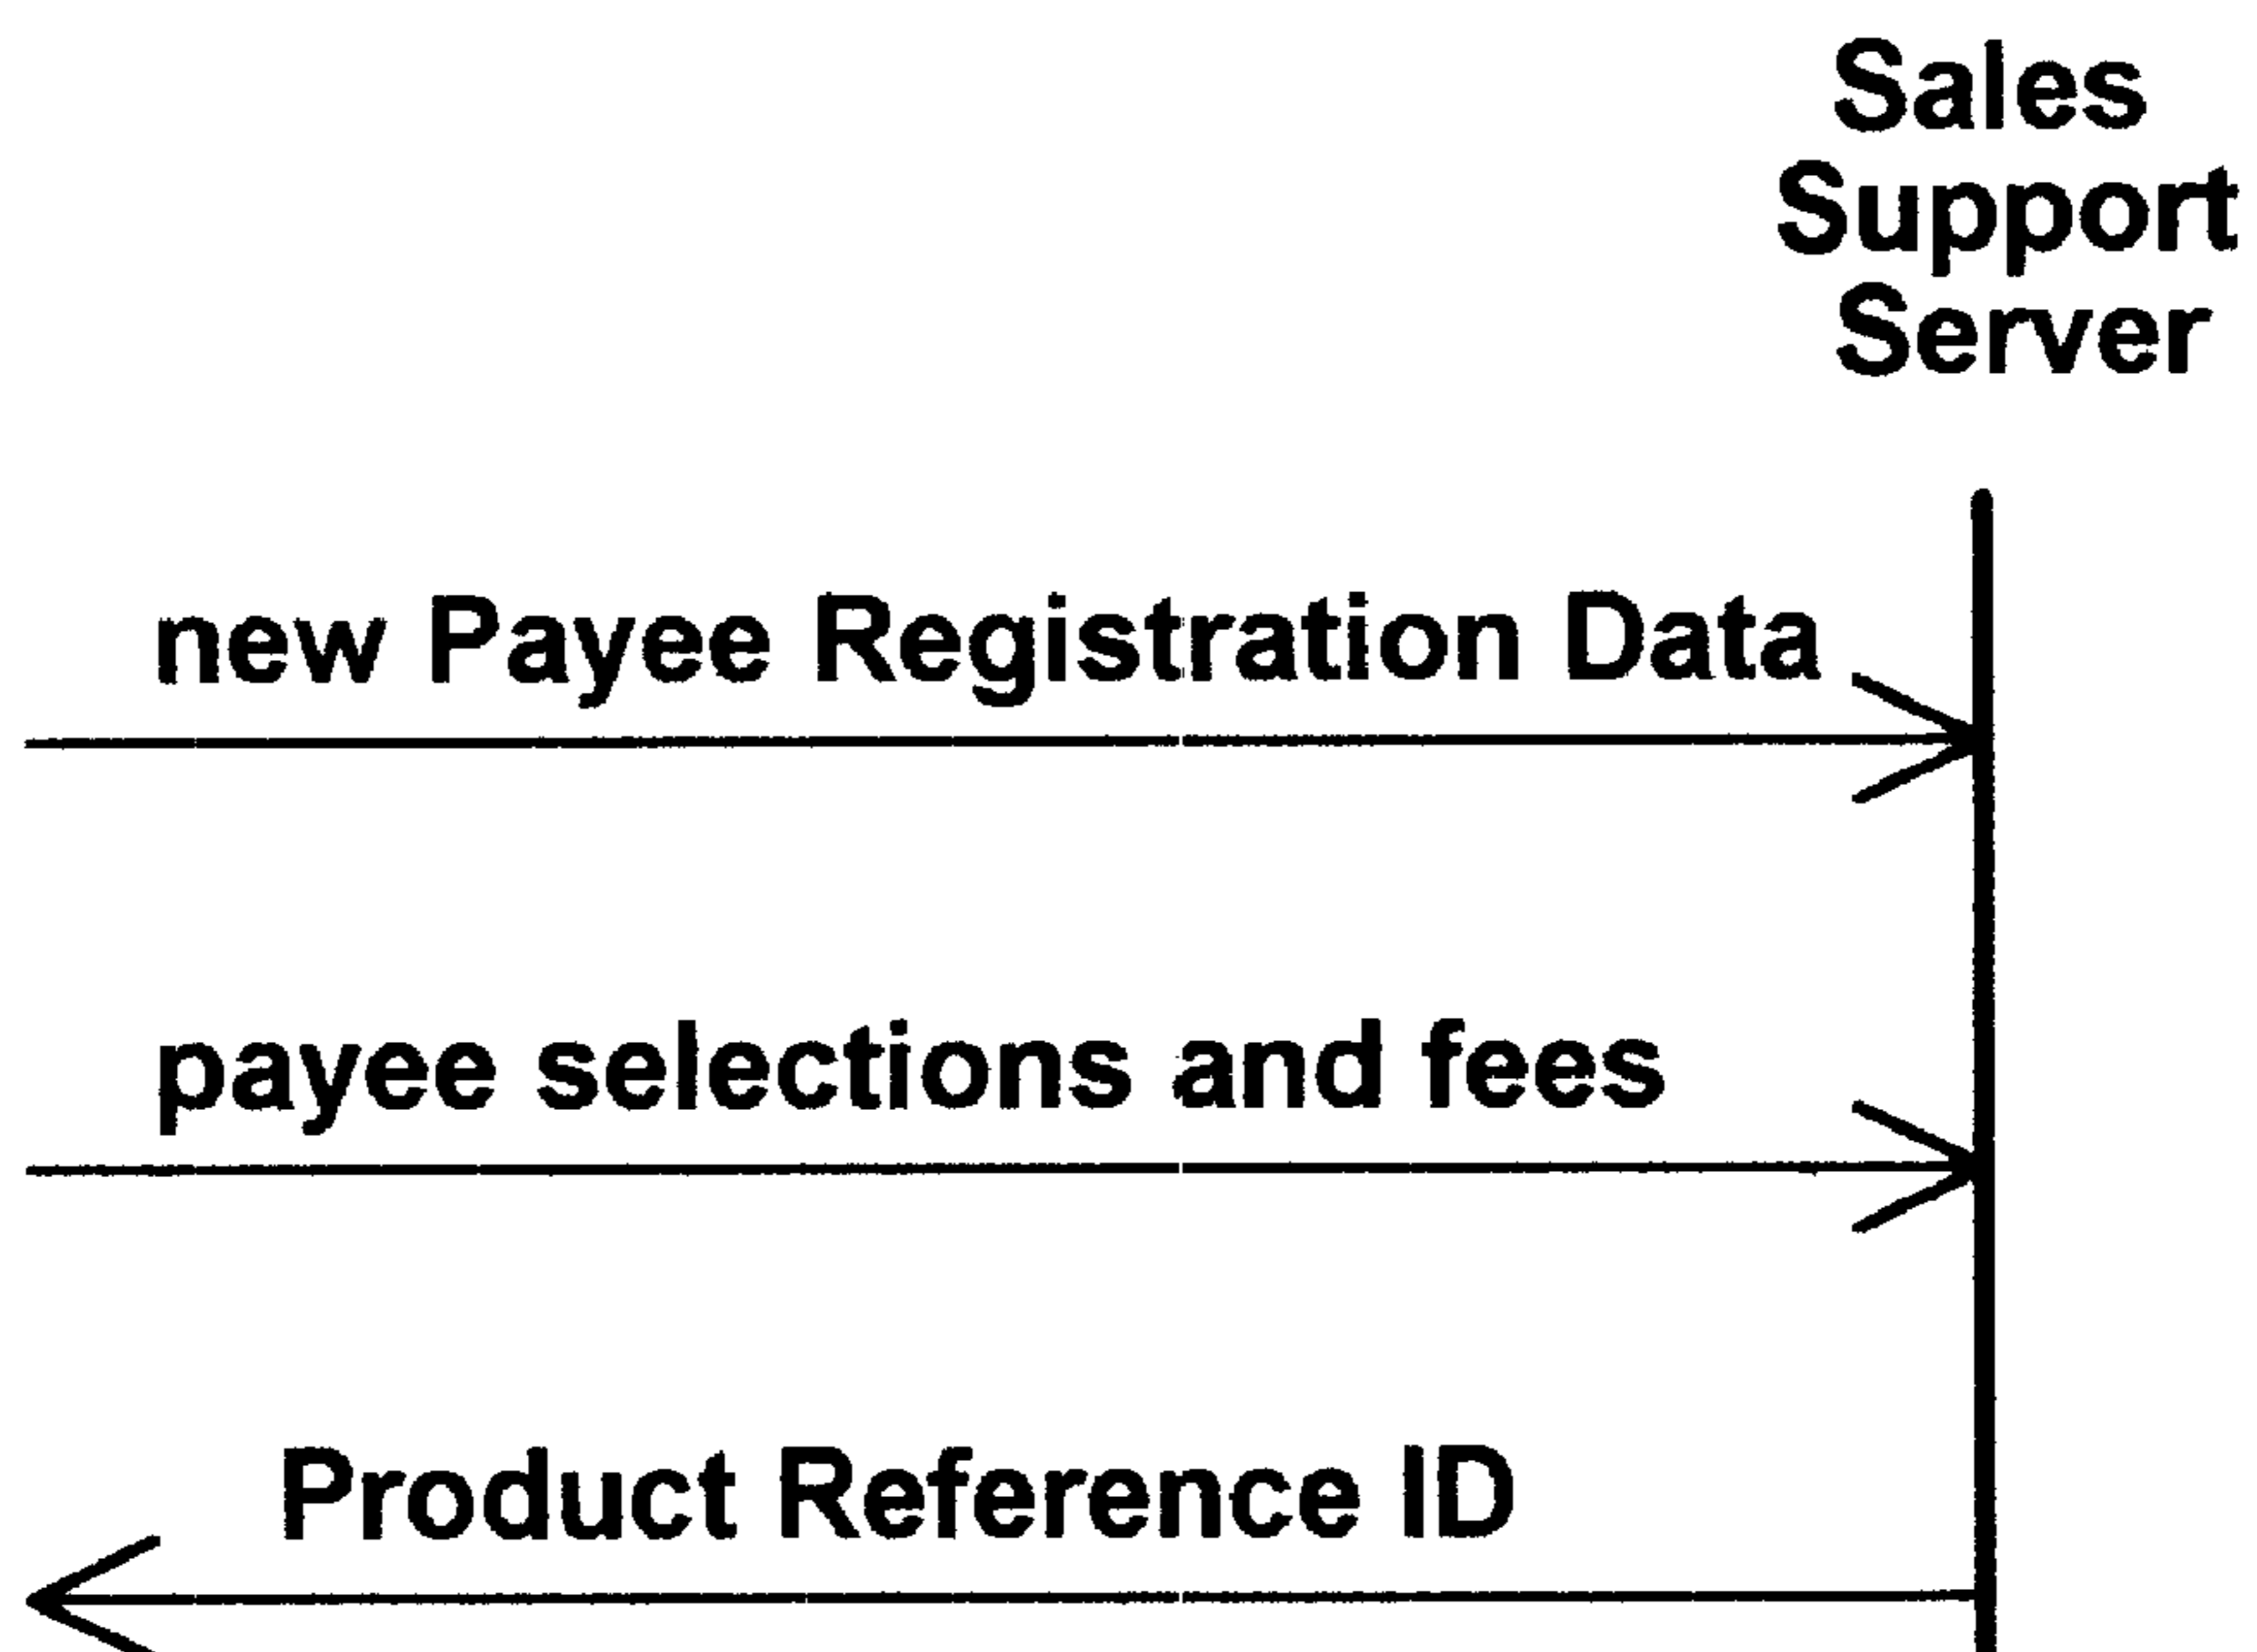 Sales
Support
Server
new Payee Registration Data
payee selections and fees
Product Reference ID